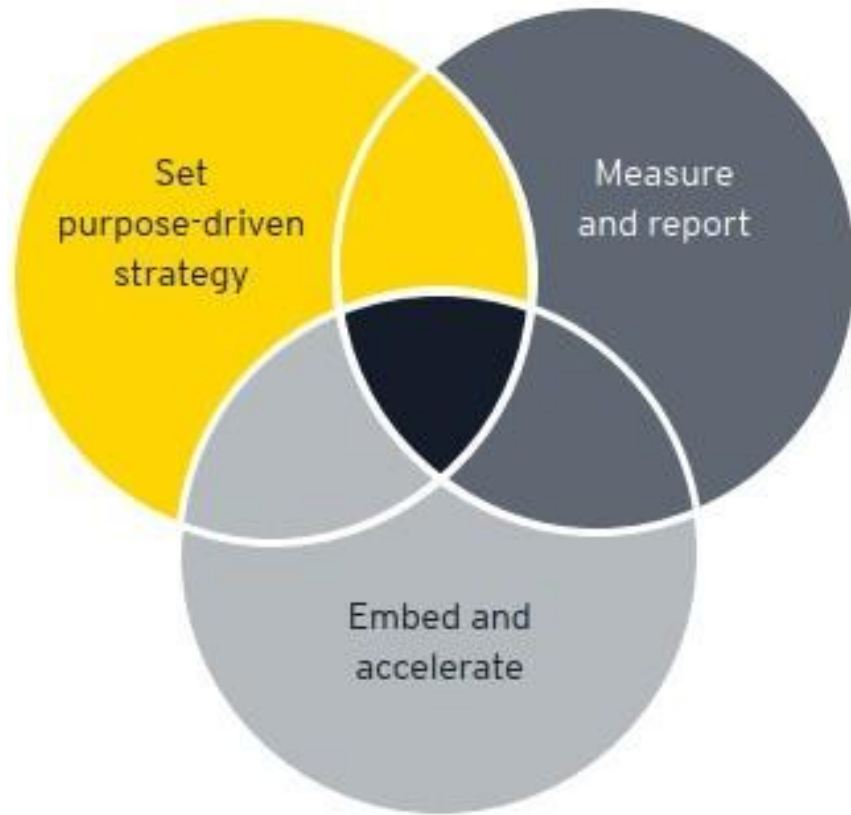 Set
purpose-driven
strategy
Measure
and report
Embed and
accelerate